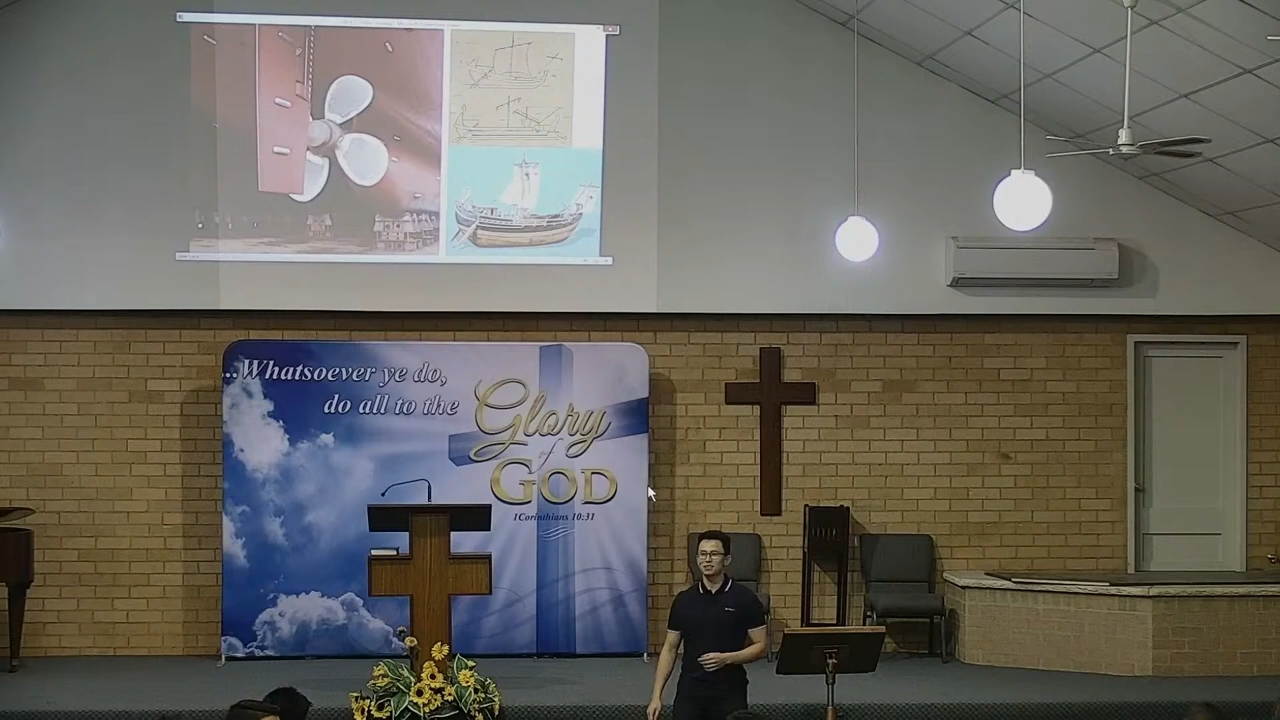 ...Whatsoever ye do,
do all to the
Glory
of
GOD
1Corinthians 10:31